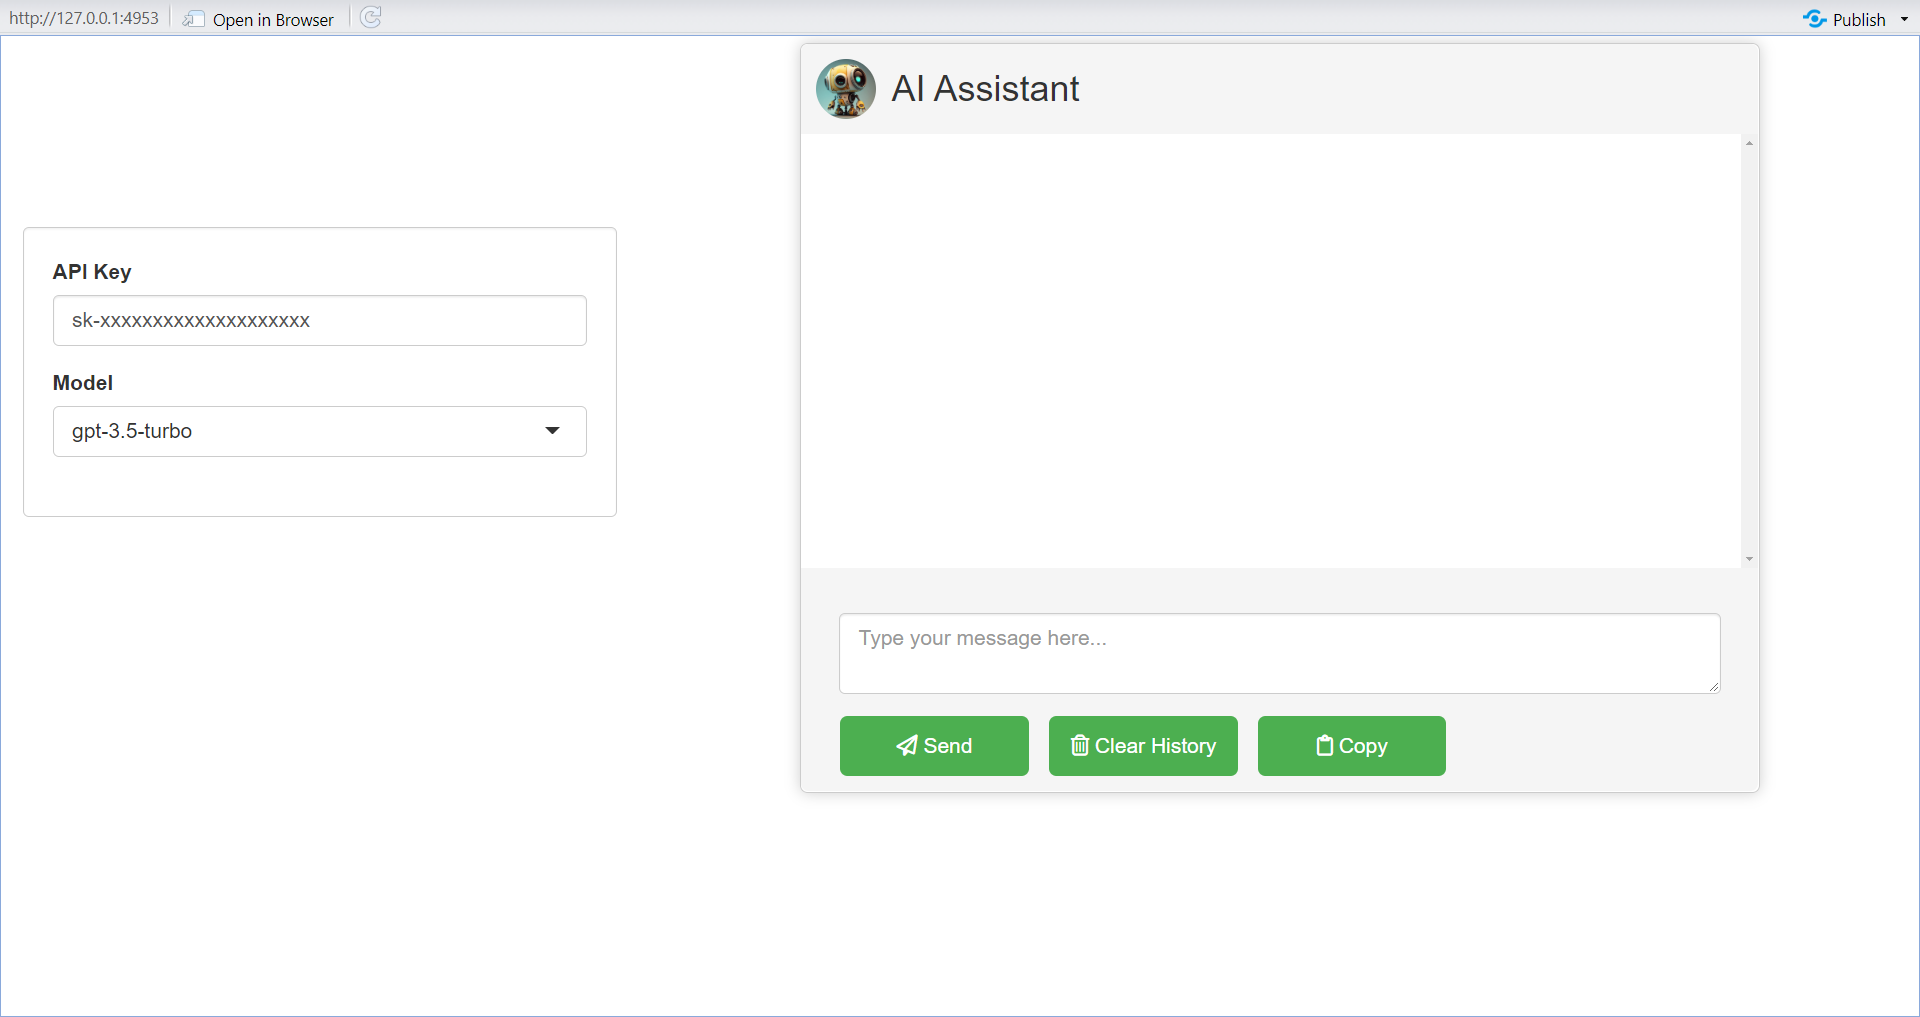 http://127.0.0.1:4953 Open in Browser Publish
AI Assistant
API Key
sk-xxxxxxxxxxxxxxxxxxxx
Model
gpt-3.5-turbo
Type your message here...
Send Clear History Copy